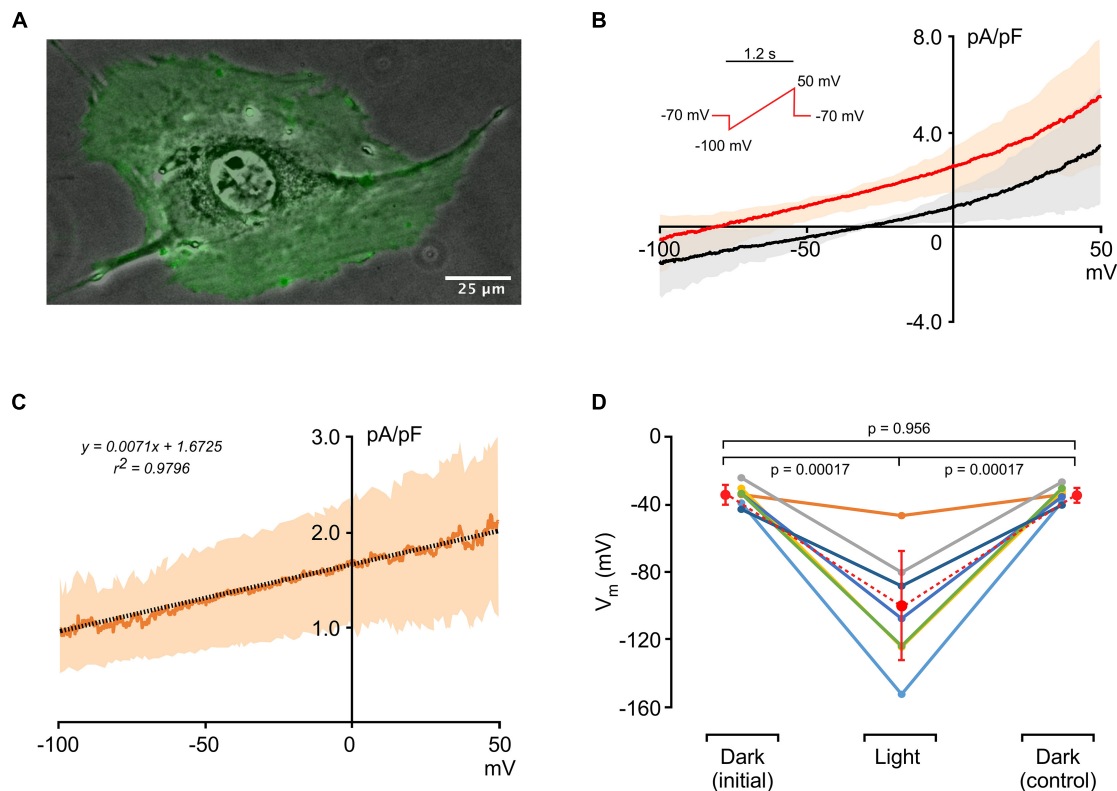 A
25 μm
B
pA/pF
8.0
4.0
0
-4.0
-100
-50
50
mV
1.2 s
50 mV
-70 mV
-70 mV
-100 mV
C
y = 0.0071x + 1.6725
r² = 0.9796
pA/pF
3.0
2.0
1.0
-100
-50
0
50
mV
D
p = 0.956
p = 0.00017
p = 0.00017
0
-40
-80
-120
-160
Vm (mV)
Dark
(initial)
Light
Dark
(control)